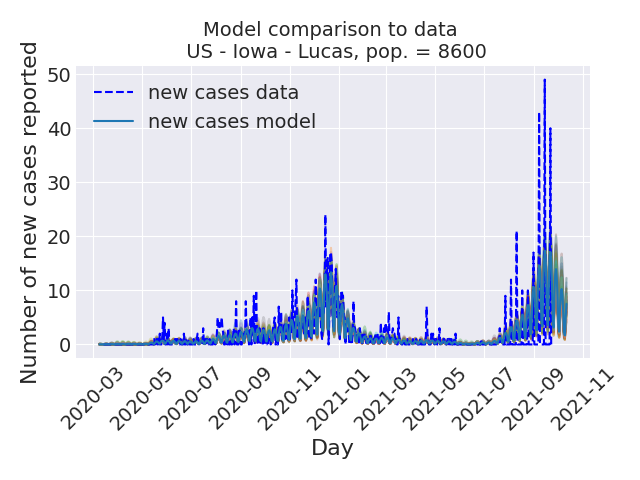 Model comparison to data
US - Iowa - Lucas, pop. = 8600
Number of new cases reported
50
40
30
20
10
0
new cases data
new cases model
2020-03
2020-05
2020-07
2020-09
2020-11
2021-01
2021-03
2021-05
2021-07
2021-09
2021-11
Day